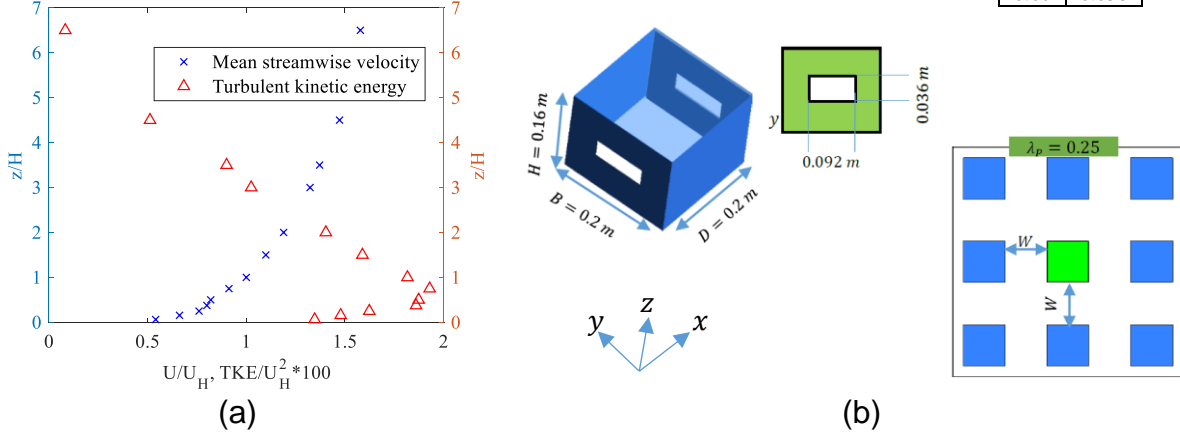 7
6
5
4
3
2
1
0
z/H
Mean streamwise velocity
Turbulent kinetic energy
7
6
5
4
3
2
1
0
z/H
0
0.5
1
1.5
2
U/U_H, TKE/U_H^2*100
(a)
H = 0.16 m
B = 0.2 m
D = 0.2 m
y
0.036 m
0.092 m
y
z
x
λ_P = 0.25
W
W
(b)